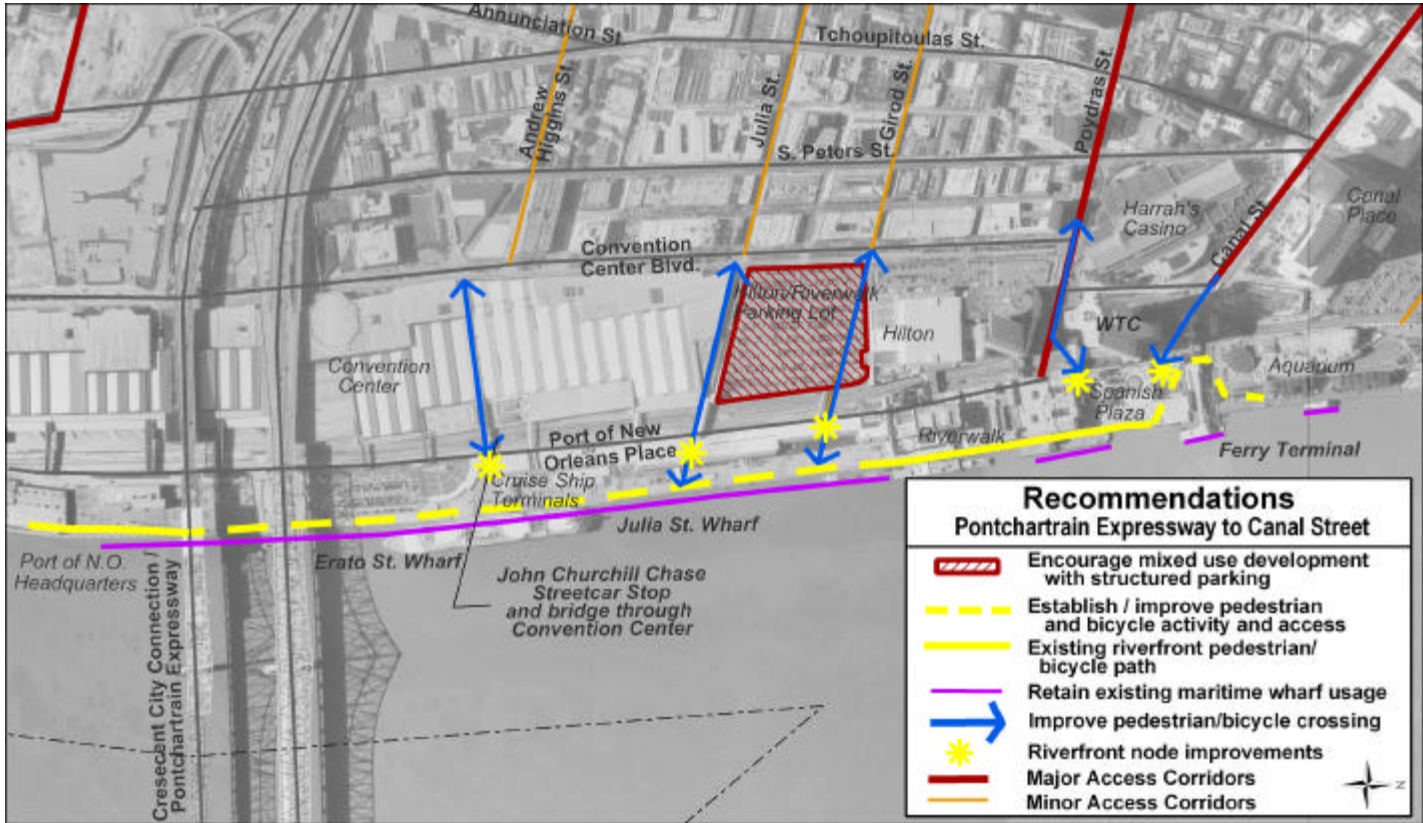 Annunciation St.
Tchoupitoulas St.
Andrew
Higgins St.
Julia St.
Girod St.
Poydras St.
S. Peters St.
Harrah's
Casino
Canal St.
Canal
Place
Convention
Center Blvd.
Hilton/Riverwalk
Parking Lot
Hilton
WTC
Convention
Center
Aquarium
Spanish
Plaza
Riverwalk
Port of New
Orleans Place
Cruise Ship
Terminals
Ferry Terminal
Julia St. Wharf
Erato St. Wharf
Port of N.O.
Headquarters
Cresecent City Connection /
Pontchartrain Expressway
John Churchill Chase
Streetcar Stop
and bridge through
Convention Center
Recommendations
Pontchartrain Expressway to Canal Street
Encourage mixed use development
with structured parking
Establish / improve pedestrian
and bicycle activity and access
Existing riverfront pedestrian/
bicycle path
Retain existing maritime wharf usage
Improve pedestrian/bicycle crossing
Riverfront node improvements
Major Access Corridors
Minor Access Corridors
N